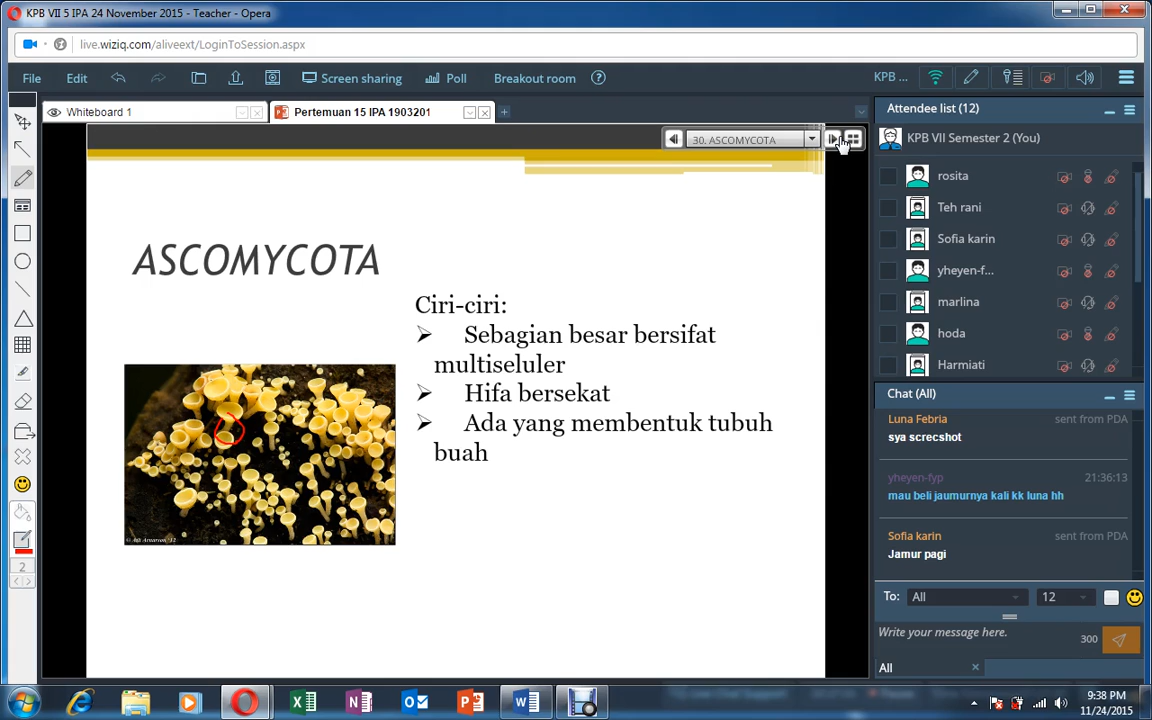 KPB VII 5 IPA 24 November 2015 - Teacher - Opera
live.wiziq.com/aliveext/LoginToSession.aspx
File Edit Screen sharing Poll Breakout room KPB ...
Whiteboard 1 Pertemuan 15 IPA 1903201
Attendee list (12)
30. ASCOMYCOTA
KPB VII Semester 2 (You)
rosita
Teh rani
Sofia karin
yheyen-f...
marlina
hoda
Harmiati
ASCOMYCOTA
Ciri-ciri:
Sebagian besar bersifat
multiseluler
Hifa bersekat
Ada yang membentuk tubuh
buah
Chat (All)
Luna Febria sent from PDA
sya screcshot
yheyen-fyp 21:36:13
mau beli jaumurnya kali kk luna hh
Sofia karin sent from PDA
Jamur pagi
To: All 12
Write your message here. 300
All
2
9:38 PM
11/24/2015